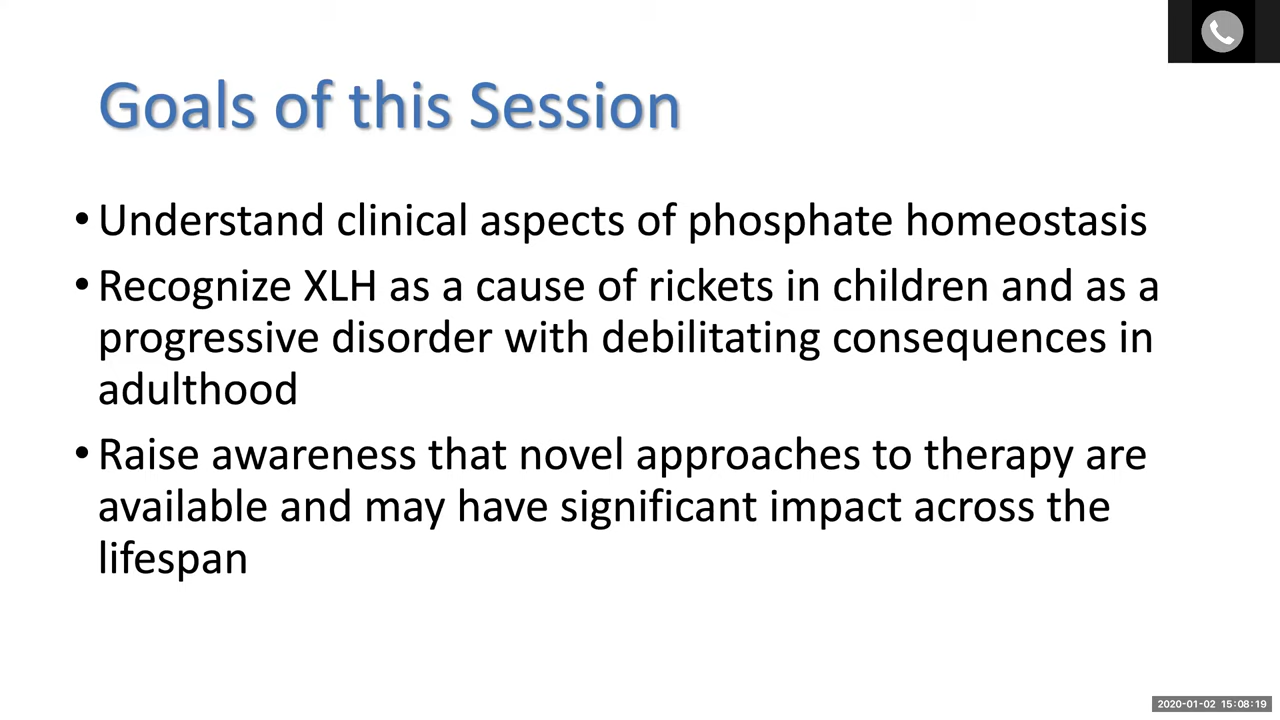 Goals of this Session
• Understand clinical aspects of phosphate homeostasis
• Recognize XLH as a cause of rickets in children and as a
progressive disorder with debilitating consequences in
adulthood
• Raise awareness that novel approaches to therapy are
available and may have significant impact across the
lifespan
2020-01-02 15:08:19